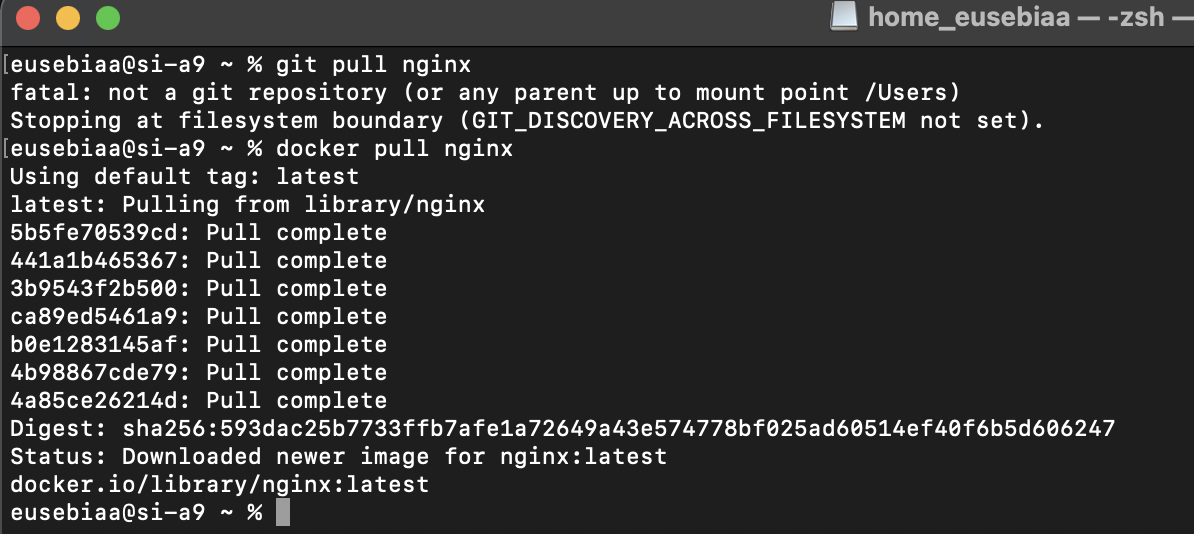 home_eusebiaa — -zsh —
[eusebiaa@si-a9 ~ % git pull nginx
fatal: not a git repository (or any parent up to mount point /Users)
Stopping at filesystem boundary (GIT_DISCOVERY_ACROSS_FILESYSTEM not set).
[eusebiaa@si-a9 ~ % docker pull nginx
Using default tag: latest
latest: Pulling from library/nginx
5b5fe70539cd: Pull complete
441a1b465367: Pull complete
3b9543f2b500: Pull complete
ca89ed5461a9: Pull complete
b0e1283145af: Pull complete
4b98867cde79: Pull complete
4a85ce26214d: Pull complete
Digest: sha256:593dac25b7733ffb7afe1a72649a43e574778bf025ad60514ef40f6b5d606247
Status: Downloaded newer image for nginx:latest
docker.io/library/nginx:latest
eusebiaa@si-a9 ~ %